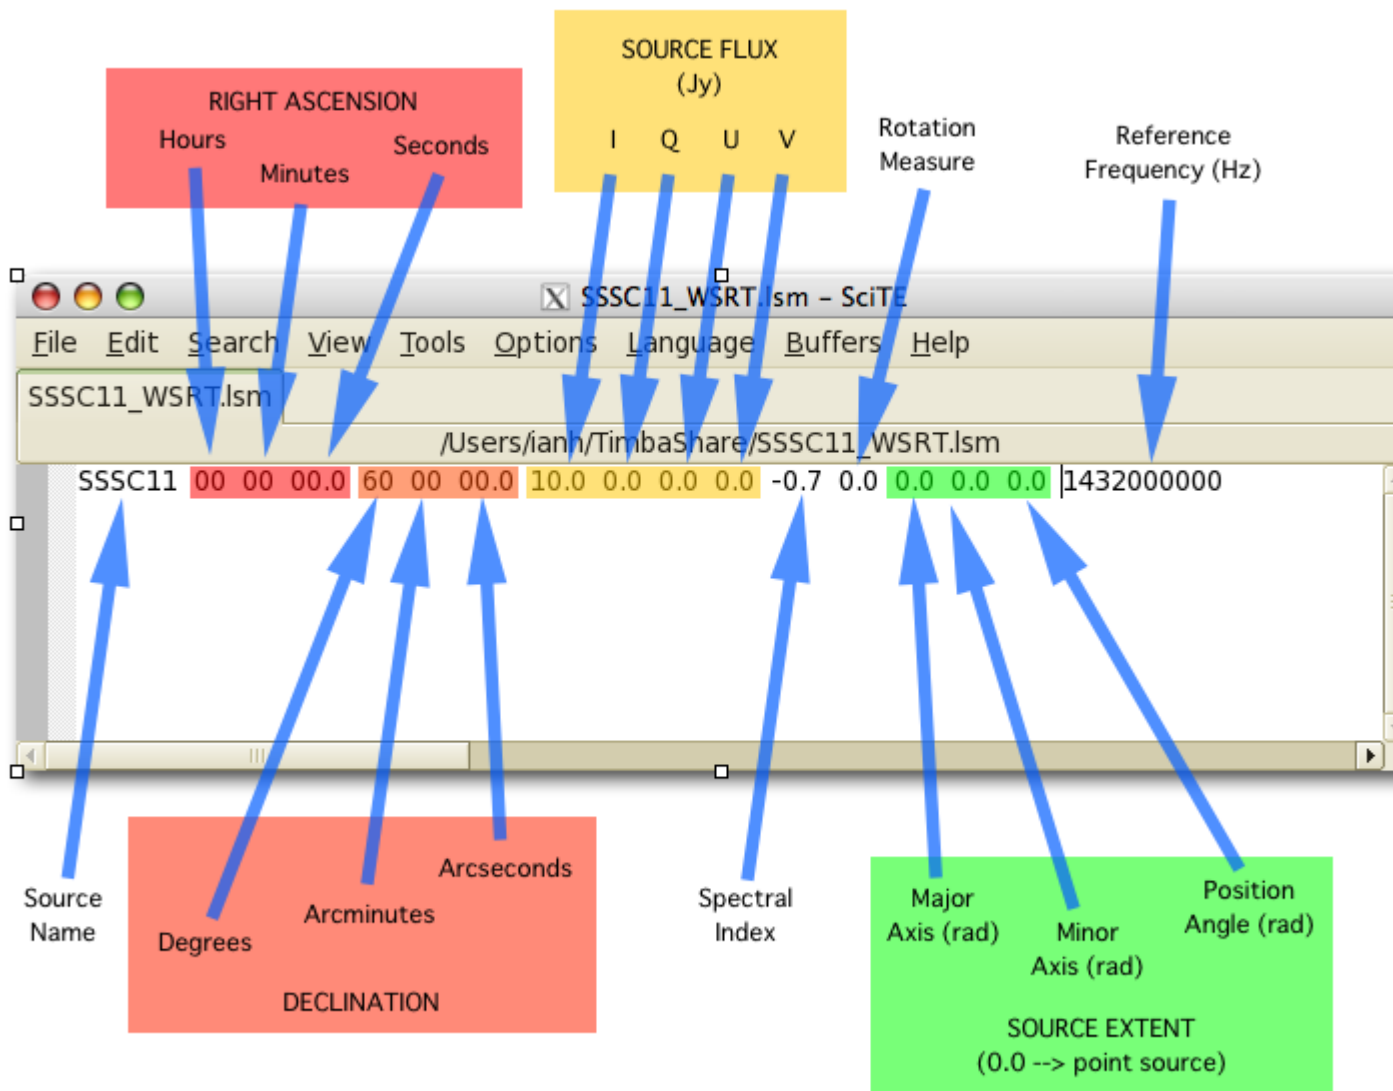 SOURCE FLUX
(Jy)
I Q U V
RIGHT ASCENSION
Hours
Minutes
Seconds
Rotation
Measure
Reference
Frequency (Hz)
SSSC11_WSRT.lsm – SciTE
File Edit Search View Tools Options Language Buffers Help
SSSC11_WSRT.lsm
/Users/ianh/TimbaShare/SSSC11_WSRT.lsm
SSSC11 00 00 00.0 60 00 00.0 10.0 0.0 0.0 0.0 -0.7 0.0 0.0 0.0 0.0 1432000000
Source
Name
Degrees
Arcminutes
Arcseconds
DECLINATION
Spectral
Index
Major
Axis (rad)
Minor
Axis (rad)
Position
Angle (rad)
SOURCE EXTENT
(0.0 --> point source)